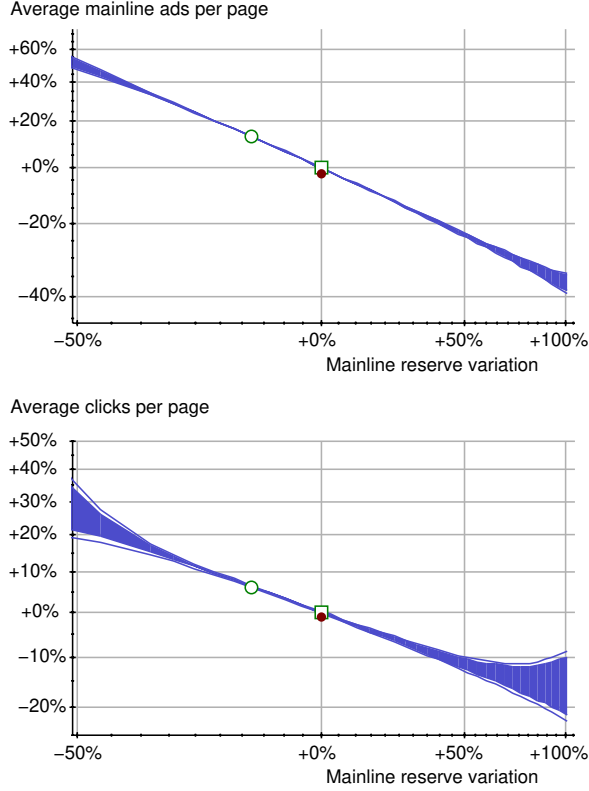 Average mainline ads per page
+60%
+40%
+20%
+0%
−20%
−40%
−50% +0% +50% +100%
Mainline reserve variation
Average clicks per page
+50%
+40%
+30%
+20%
+10%
+0%
−10%
−20%
−50% +0% +50% +100%
Mainline reserve variation